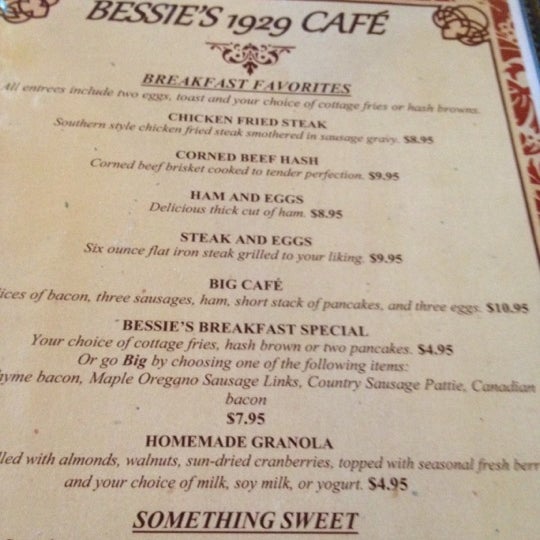 BESSIE'S 1929 CAFÉ
BREAKFAST FAVORITES
All entrees include two eggs, toast and your choice of cottage fries or hash browns.
CHICKEN FRIED STEAK
Southern style chicken fried steak smothered in sausage gravy. $8.95
CORNED BEEF HASH
Corned beef brisket cooked to tender perfection. $9.95
HAM AND EGGS
Delicious thick cut of ham. $8.95
STEAK AND EGGS
Six ounce flat iron steak grilled to your liking. $9.95
BIG CAFÉ
of bacon, three sausages, ham, short stack of pancakes, and three eggs. $10.95
BESSIE'S BREAKFAST SPECIAL
Your choice of cottage fries, hash brown or two pancakes. $4.95
Or go Big by choosing one of the following items:
bacon, Maple Oregano Sausage Links, Country Sausage Pattie, Canadian
bacon
$7.95
HOMEMADE GRANOLA
with almonds, walnuts, sun-dried cranberries, topped with seasonal fresh
and your choice of milk, soy milk, or yogurt. $4.95
SOMETHING SWEET